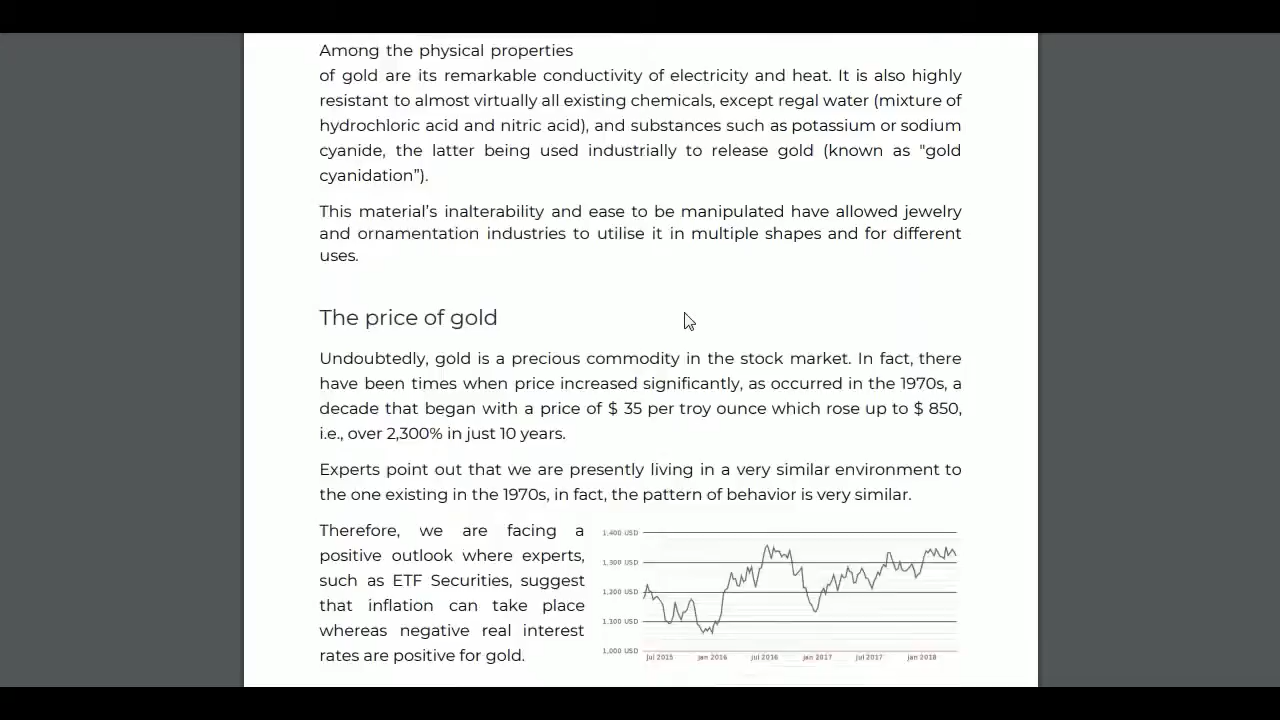 Among the physical properties
of gold are its remarkable conductivity of electricity and heat. It is also highly
resistant to almost virtually all existing chemicals, except regal water (mixture of
hydrochloric acid and nitric acid), and substances such as potassium or sodium
cyanide, the latter being used industrially to release gold (known as "gold
cyanidation”).
This material’s inalterability and ease to be manipulated have allowed jewelry
and ornamentation industries to utilise it in multiple shapes and for different
uses.
The price of gold
Undoubtedly, gold is a precious commodity in the stock market. In fact, there
have been times when price increased significantly, as occurred in the 1970s, a
decade that began with a price of $ 35 per troy ounce which rose up to $ 850,
i.e., over 2,300% in just 10 years.
Experts point out that we are presently living in a very similar environment to
the one existing in the 1970s, in fact, the pattern of behavior is very similar.
Therefore, we are facing a
positive outlook where experts,
such as ETF Securities, suggest
that inflation can take place
whereas negative real interest
rates are positive for gold.
1,400 USD
1,300 USD
1,200 USD
1,100 USD
1,000 USD
jul 2015 jan 2016 jul 2016 jan 2017 jul 2017 jan 2018